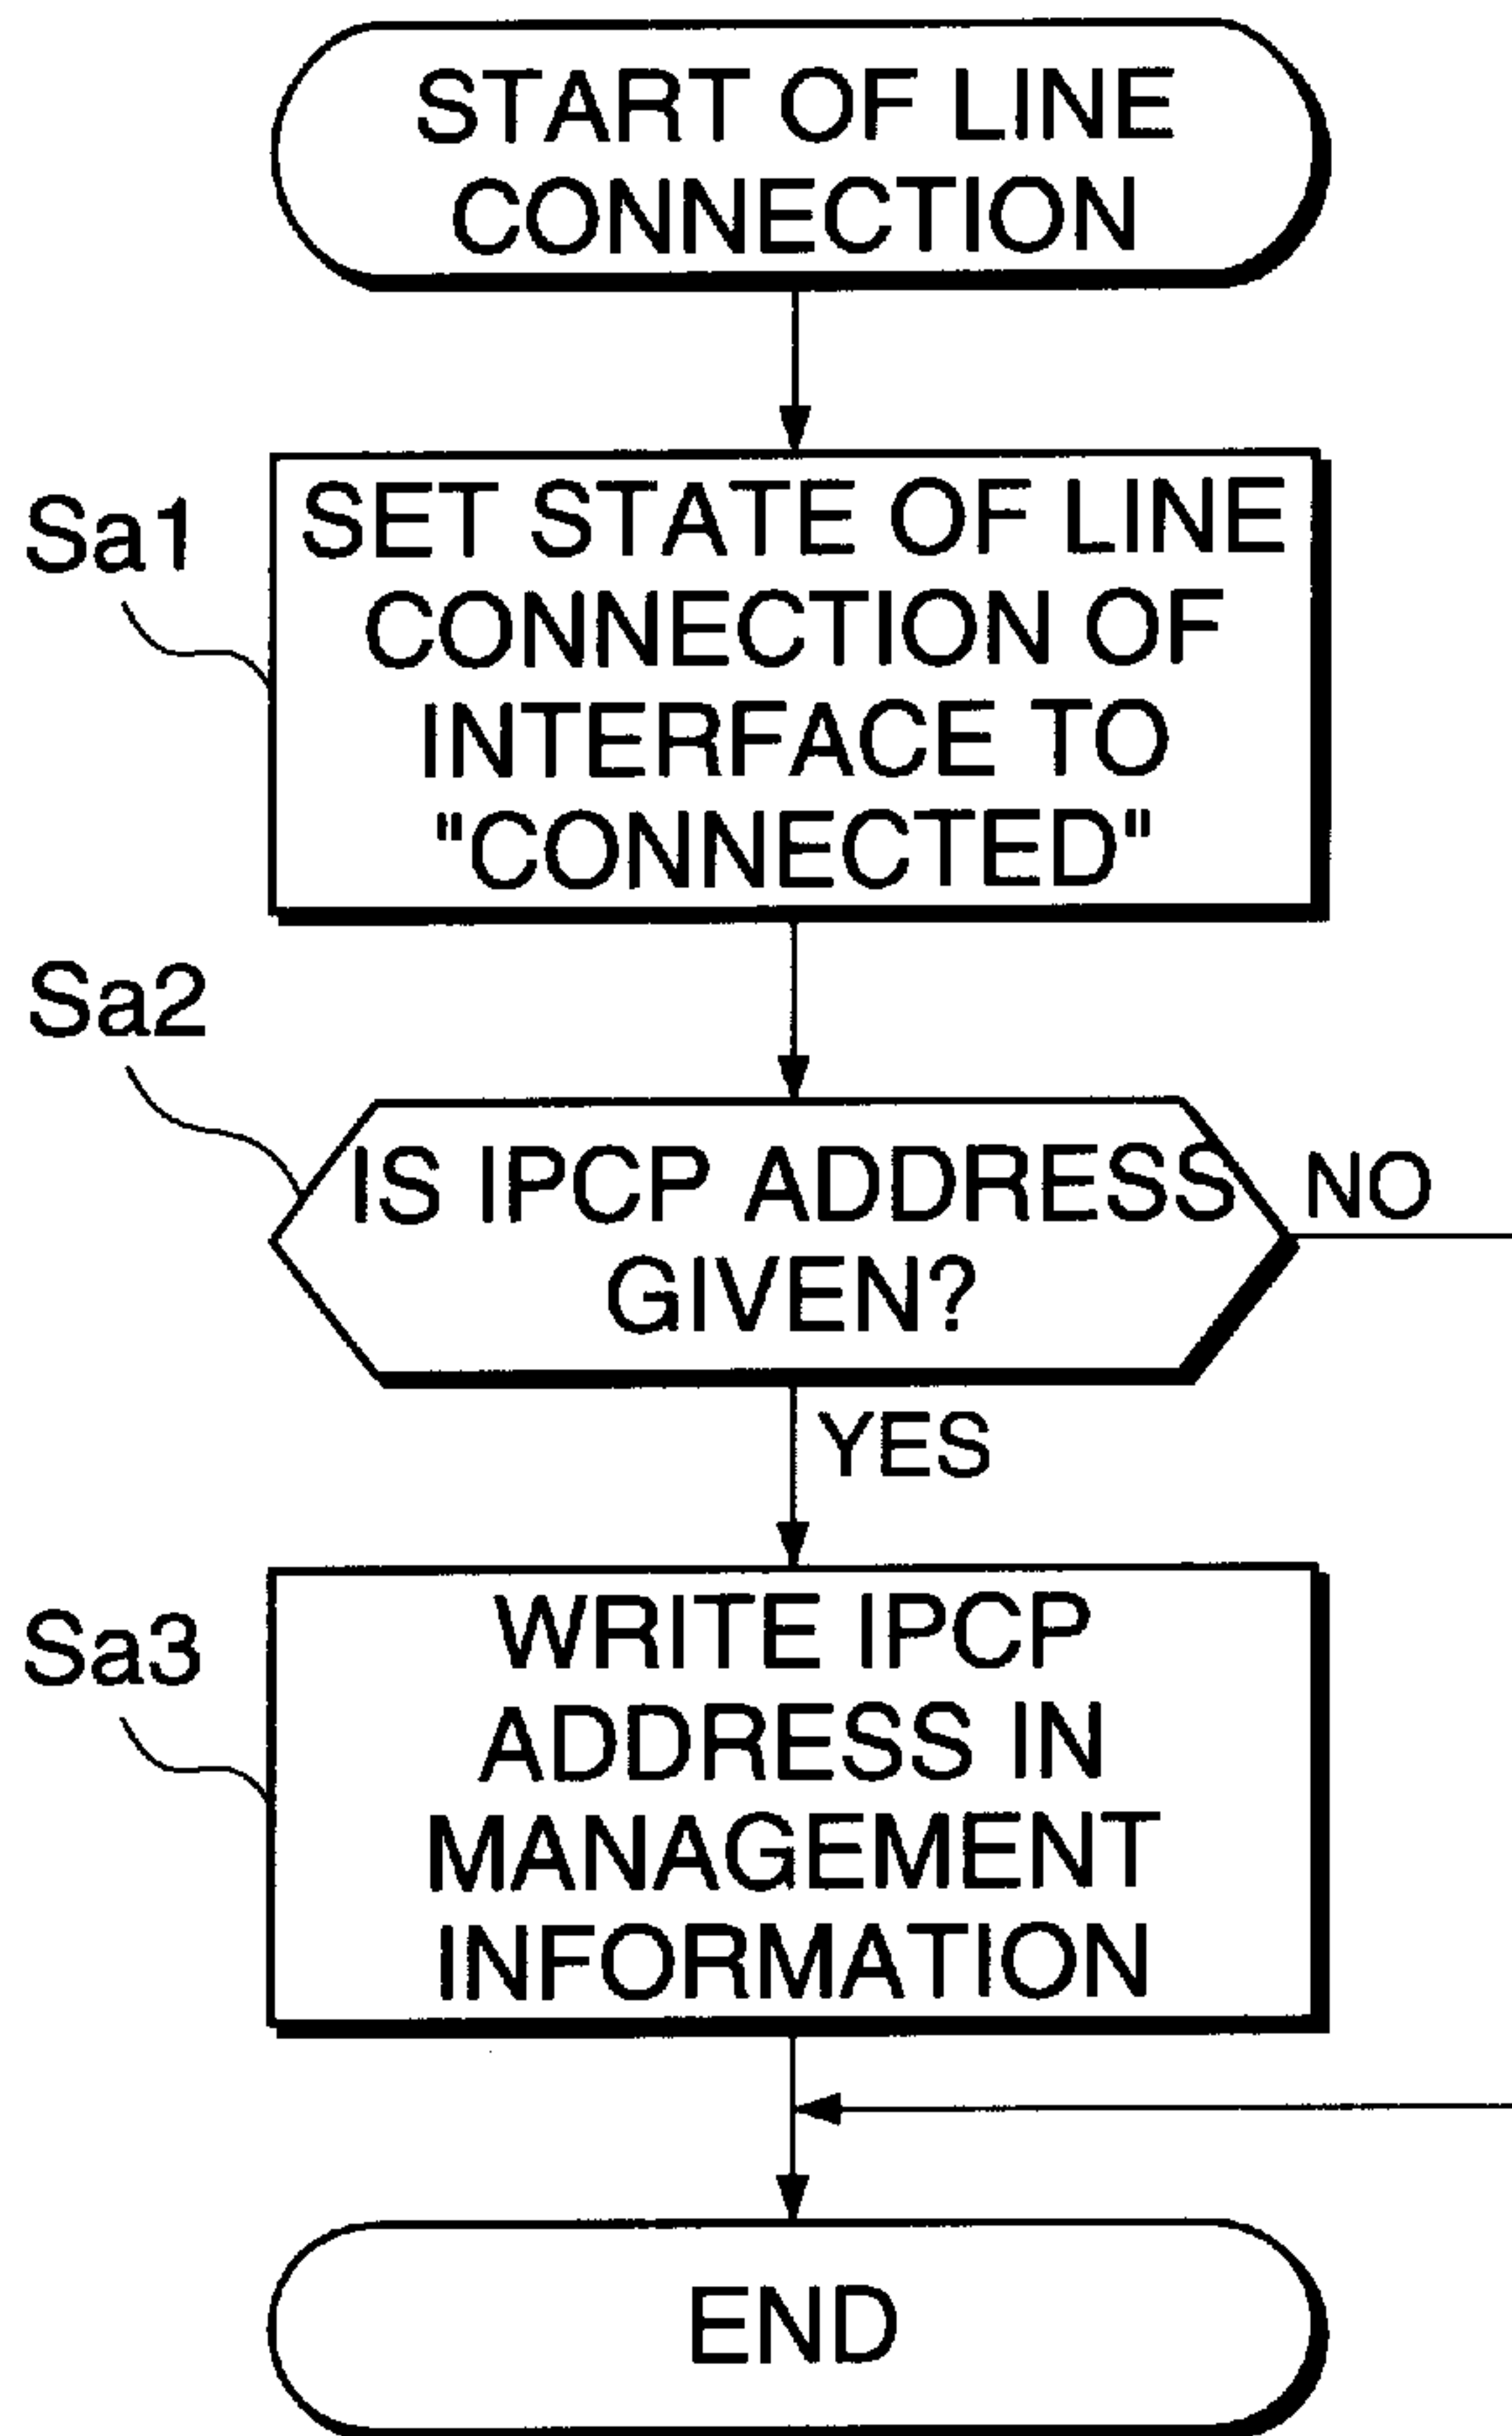 START OF LINE
CONNECTION
Sa1
SET STATE OF LINE
CONNECTION OF
INTERFACE TO
"CONNECTED"
Sa2
IS IPCP ADDRESS
GIVEN?
NO
YES
Sa3
WRITE IPCP
ADDRESS IN
MANAGEMENT
INFORMATION
END